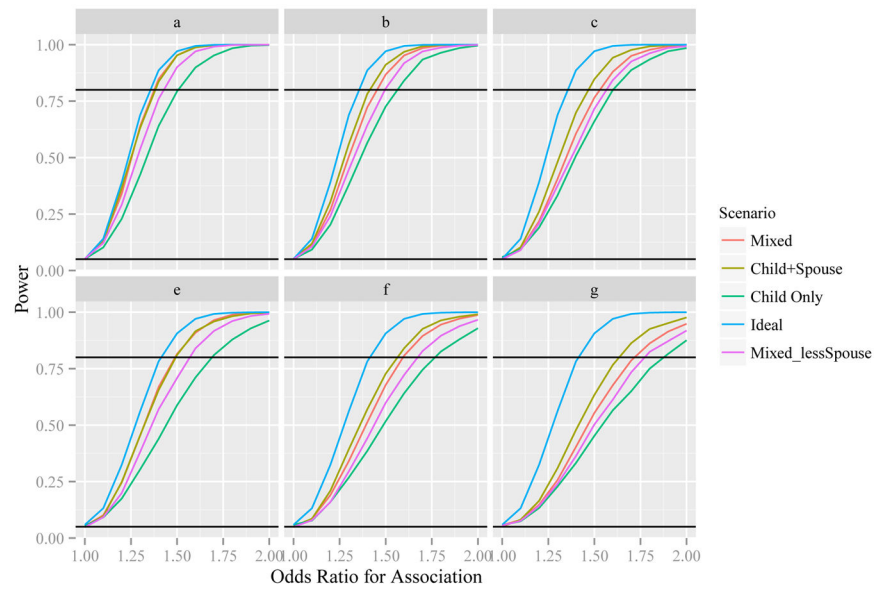 a b c
1.00
0.75
0.50
0.25
0.00
Power
e f g
1.00
0.75
0.50
0.25
0.00
1.00 1.25 1.50 1.75 2.00 1.00 1.25 1.50 1.75 2.00 1.00 1.25 1.50 1.75 2.00
Odds Ratio for Association
Scenario
Mixed
Child+Spouse
Child Only
Ideal
Mixed_lessSpouse